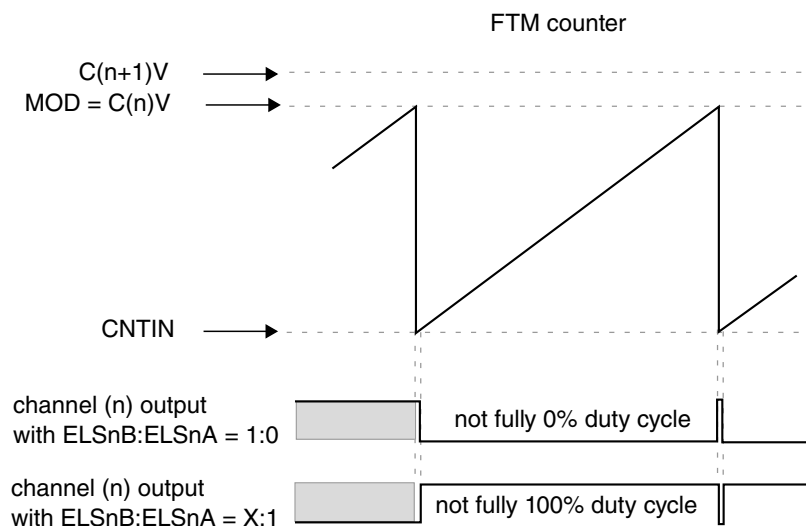 FTM counter
C(n+1)V
MOD = C(n)V
CNTIN
channel (n) output
with ELSnB:ELSnA = 1:0
not fully 0% duty cycle
channel (n) output
with ELSnB:ELSnA = X:1
not fully 100% duty cycle